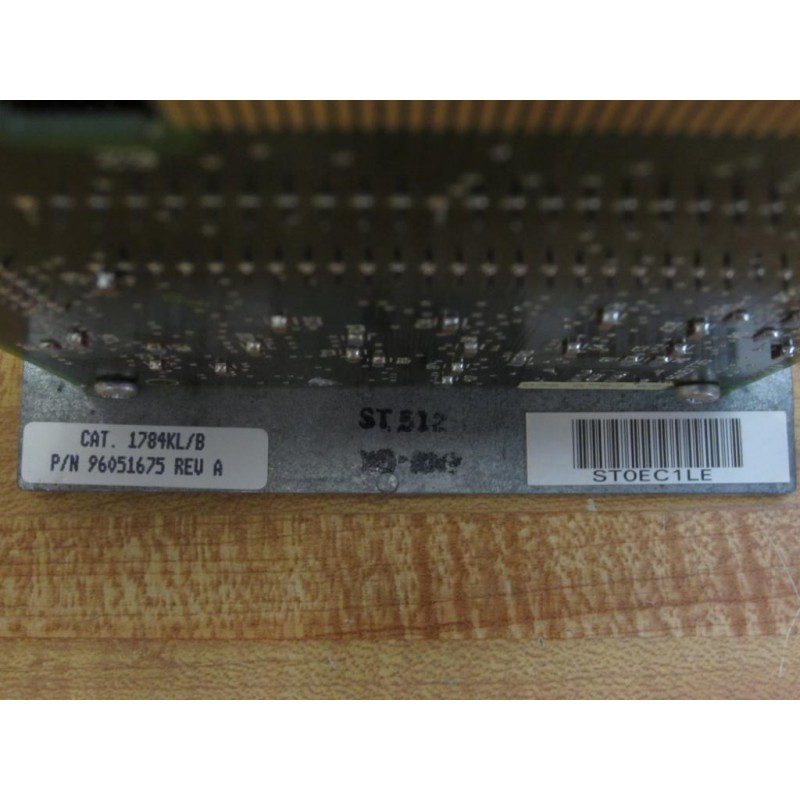 CAT. 1784KL/B
P/N 96051675 REV A
ST 512
ST0EC1LE